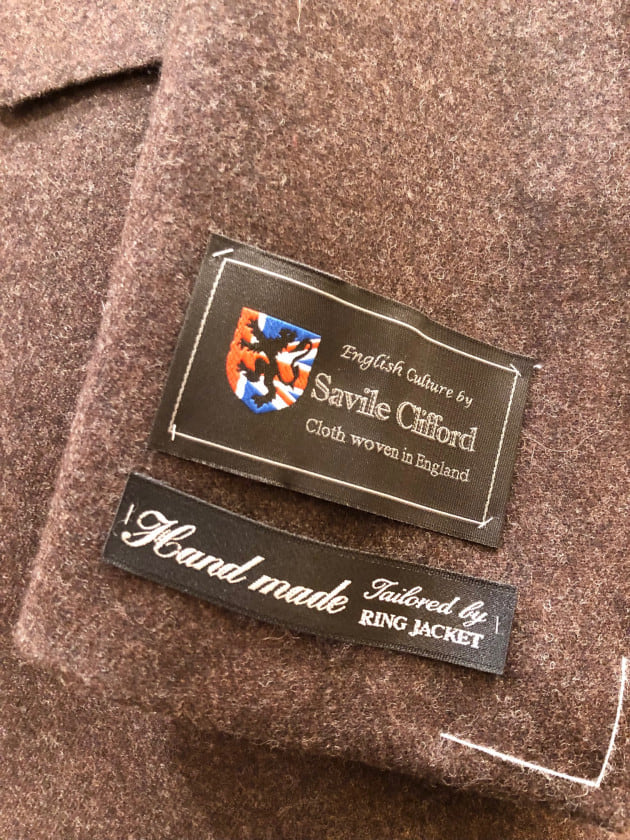 English Culture by
Savile Clifford
Cloth woven in England
Hand made
Tailored by
RING JACKET